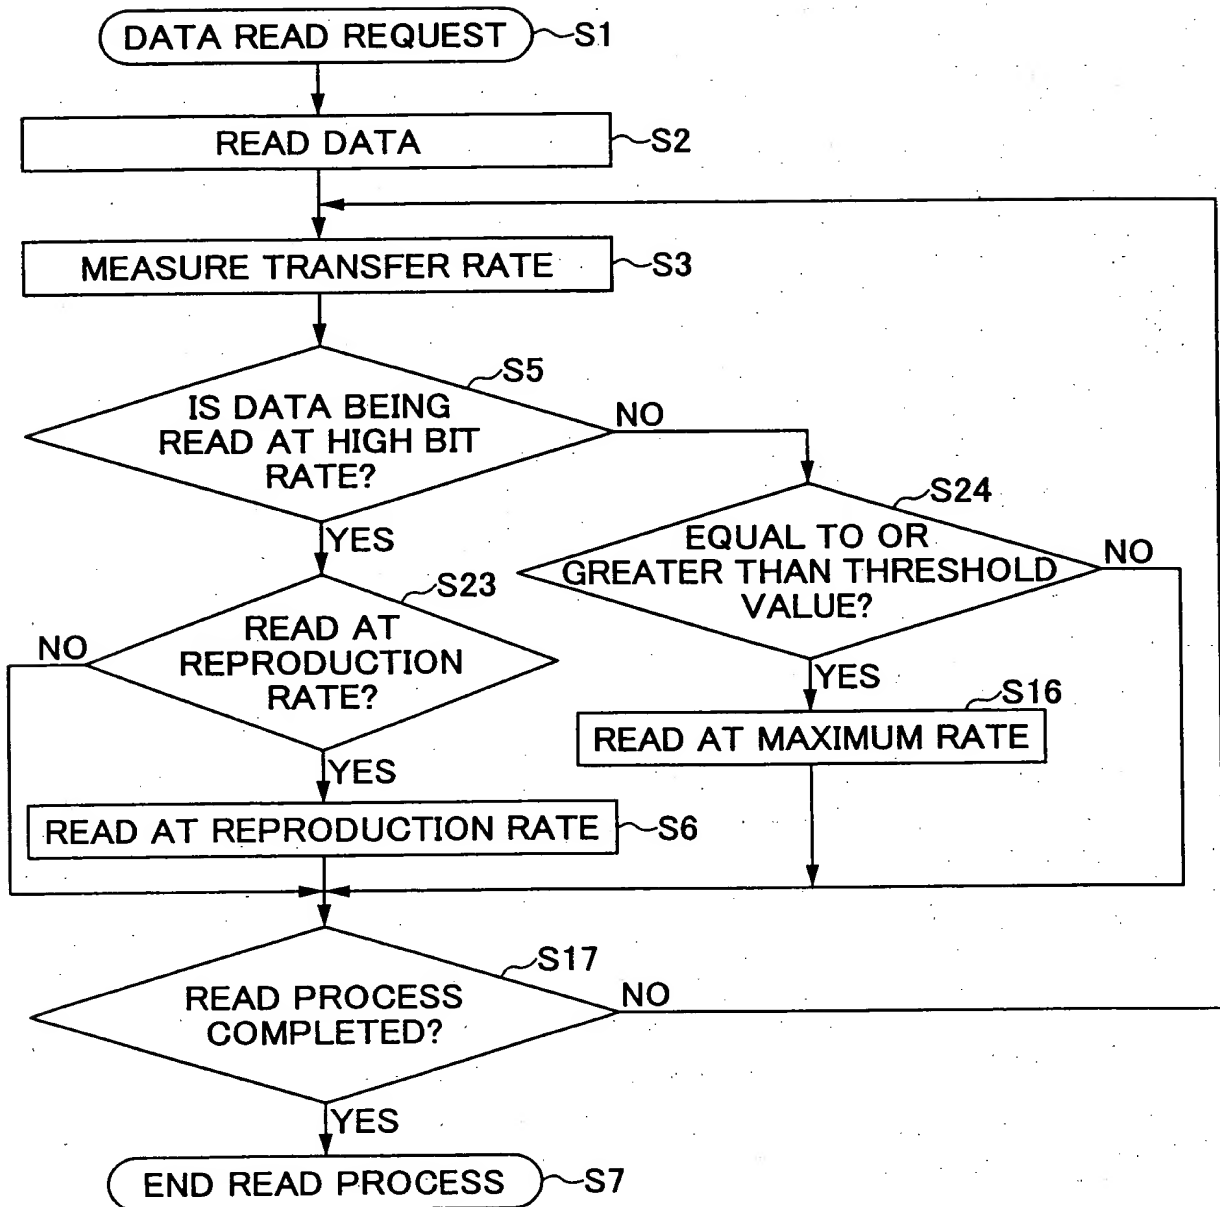 DATA READ REQUEST
S1
READ DATA
S2
MEASURE TRANSFER RATE
S3
S5
IS DATA BEING
READ AT HIGH BIT
RATE?
NO
YES
S24
EQUAL TO OR
GREATER THAN THRESHOLD
VALUE?
NO
YES
S23
READ AT
REPRODUCTION
RATE?
NO
YES
S16
READ AT MAXIMUM RATE
READ AT REPRODUCTION RATE
S6
S17
READ PROCESS
COMPLETED?
NO
YES
END READ PROCESS
S7